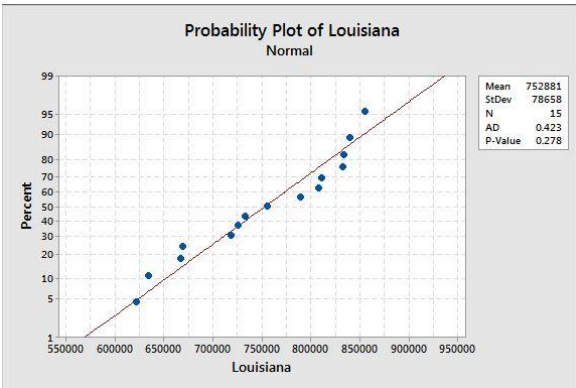 Probability Plot of Louisiana
Normal
99
95
90
80
70
60
50
40
30
20
10
5
1
Percent
550000 600000 650000 700000 750000 800000 850000 900000 950000
Louisiana
Mean 752881
StDev 78658
N 15
AD 0.423
P-Value 0.278